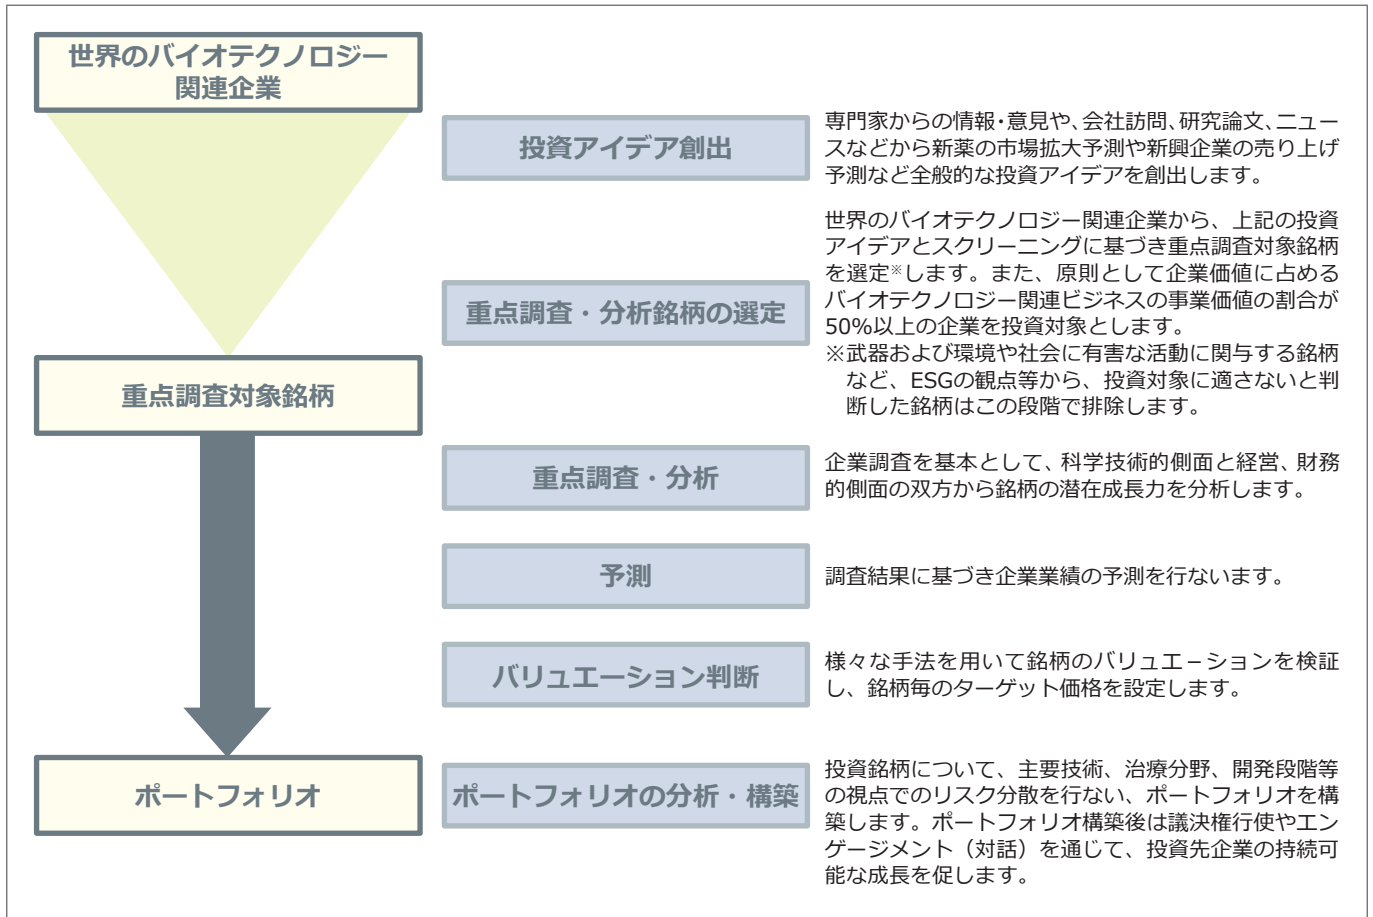 世界のバイオテクノロジー
関連企業
投資アイデア創出
専門家からの情報・意見や、会社訪問、研究論文、ニュー
スなどから新薬の市場拡大予測や新興企業の売り上げ
予測など全般的な投資アイデアを創出します。
重点調査・分析銘柄の選定
世界のバイオテクノロジー関連企業から、上記の投資
アイデアとスクリーニングに基づき重点調査対象銘柄
を選定※します。また、原則として企業価値に占める
バイオテクノロジー関連ビジネスの事業価値の割合が
50%以上の企業を投資対象とします。
※武器および環境や社会に有害な活動に関与する銘柄
など、ESGの観点等から、投資対象に適さないと判
断した銘柄はこの段階で排除します。
重点調査対象銘柄
重点調査・分析
企業調査を基本として、科学技術的側面と経営、財務
的側面の双方から銘柄の潜在成長力を分析します。
予測
調査結果に基づき企業業績の予測を行ないます。
バリュエーション判断
様々な手法を用いて銘柄のバリュエーションを検証
し、銘柄毎のターゲット価格を設定します。
ポートフォリオ
ポートフォリオの分析・構築
投資銘柄について、主要技術、治療分野、開発段階等
の視点でのリスク分散を行ない、ポートフォリオを構
築します。ポートフォリオ構築後は議決権行使やエン
ゲージメント（対話）を通じて、投資先企業の持続可
能な成長を促します。